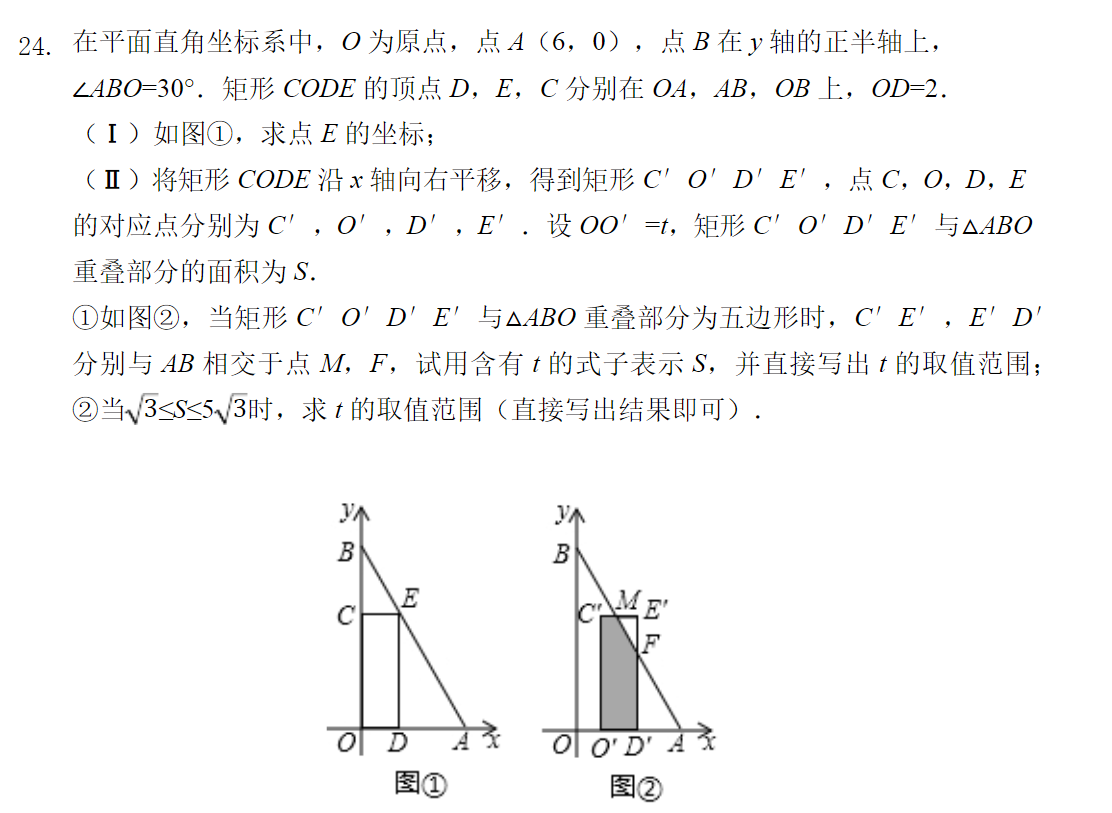 24. 在平面直角坐标系中，O 为原点，点 A（6，0），点 B 在 y 轴的正半轴上，
∠ABO=30°．矩形 CODE 的顶点 D，E，C 分别在 OA，AB，OB 上，OD=2．
（Ⅰ）如图①，求点 E 的坐标；
（Ⅱ）将矩形 CODE 沿 x 轴向右平移，得到矩形 C′O′D′E′，点 C，O，D，E
的对应点分别为 C′，O′，D′，E′．设 OO′=t，矩形 C′O′D′E′与△ABO
重叠部分的面积为 S．
①如图②，当矩形 C′O′D′E′与△ABO 重叠部分为五边形时，C′E′，E′D′
分别与 AB 相交于点 M，F，试用含有 t 的式子表示 S，并直接写出 t 的取值范围；
②当√3≤S≤5√3时，求 t 的取值范围（直接写出结果即可）．
y
B
C
E
O
D
A
x
图①
y
B
C'
M
E'
F
O
O'
D'
A
x
图②